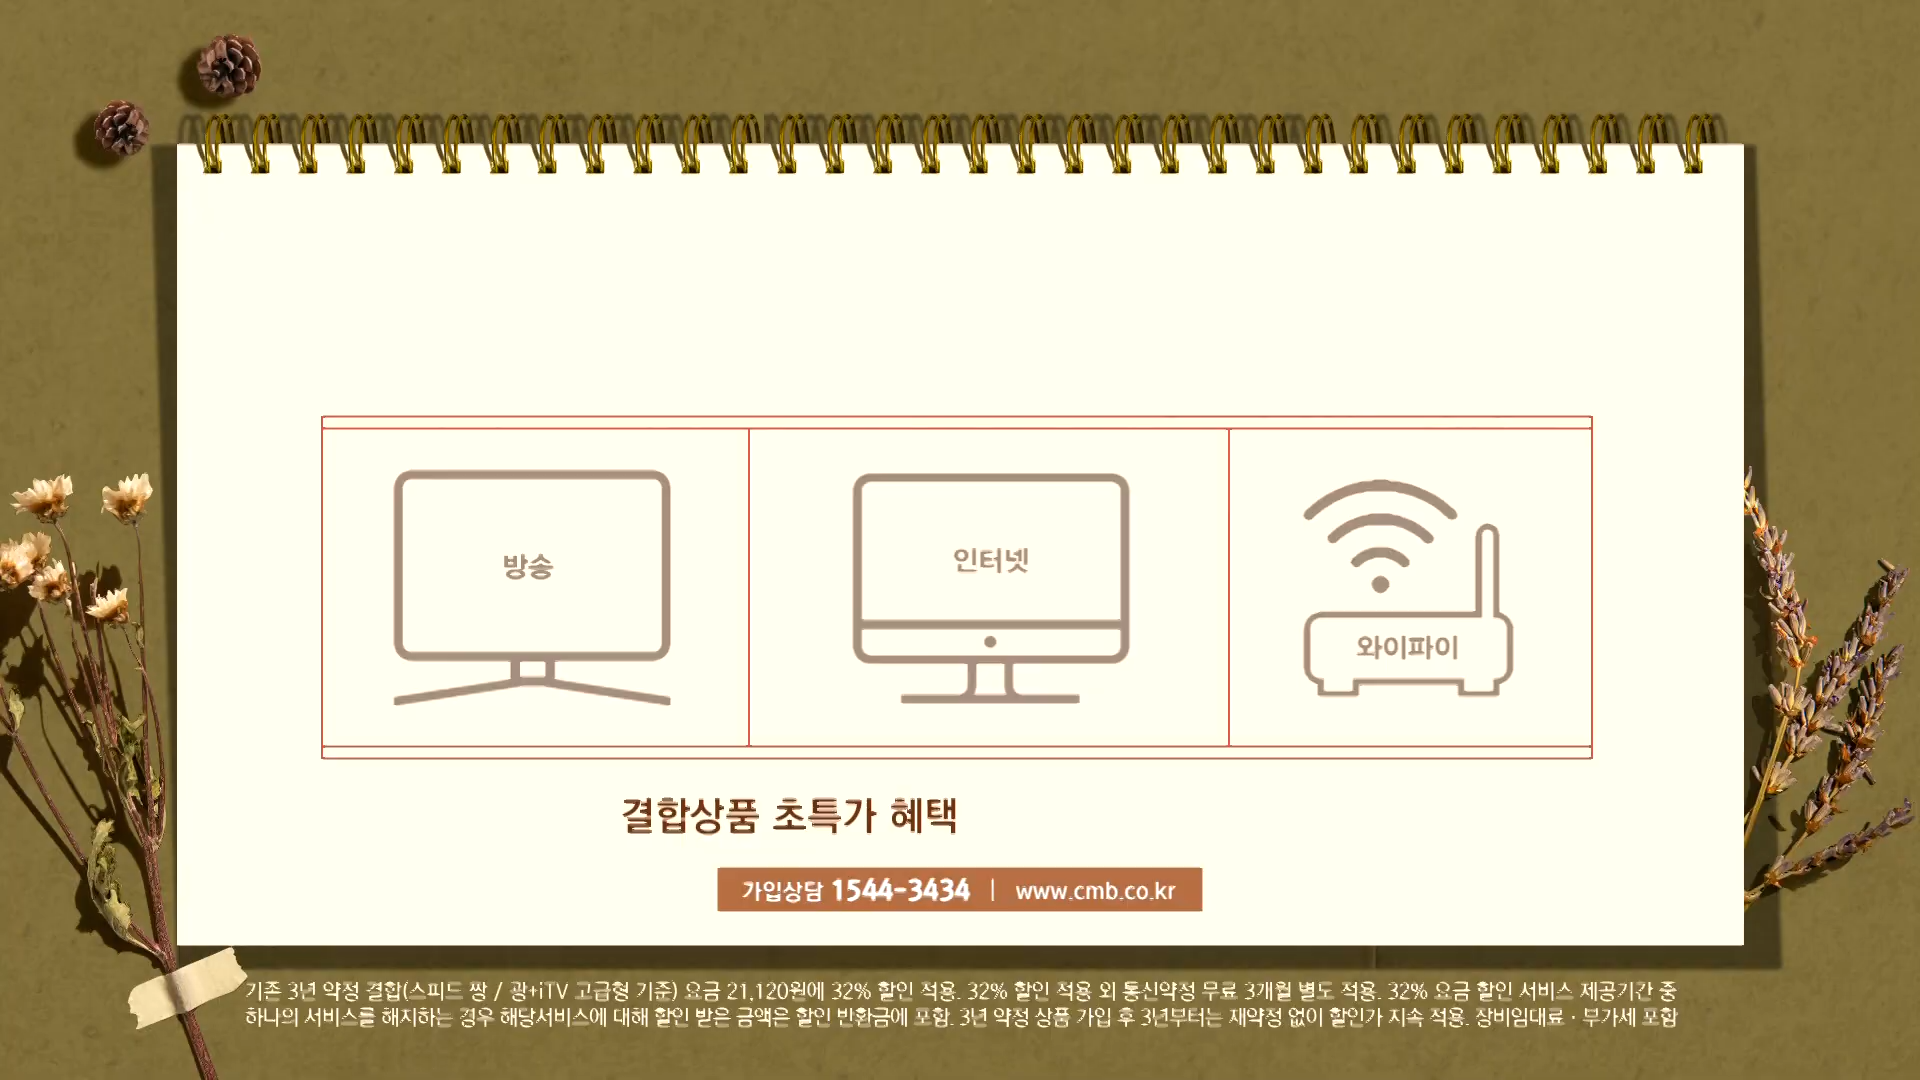 방송
인터넷
와이파이
결합상품 초특가 혜택
가입상담 1544-3434 | www.cmb.co.kr
기존 3년 약정 결합(스피드 짱 / 광+iTV 고급형 기준) 요금 21,120원에 32% 할인 적용. 32% 할인 적용 외 통신약정 무료 3개월 별도 적용. 32% 요금 할인 서비스 제공기간 중
하나의 서비스를 해지하는 경우 해당서비스에 대해 할인 받은 금액은 할인 반환금에 포함. 3년 약정 상품 가입 후 3년부터는 재약정 없이 할인가 지속 적용. 장비임대료 · 부가세 포함